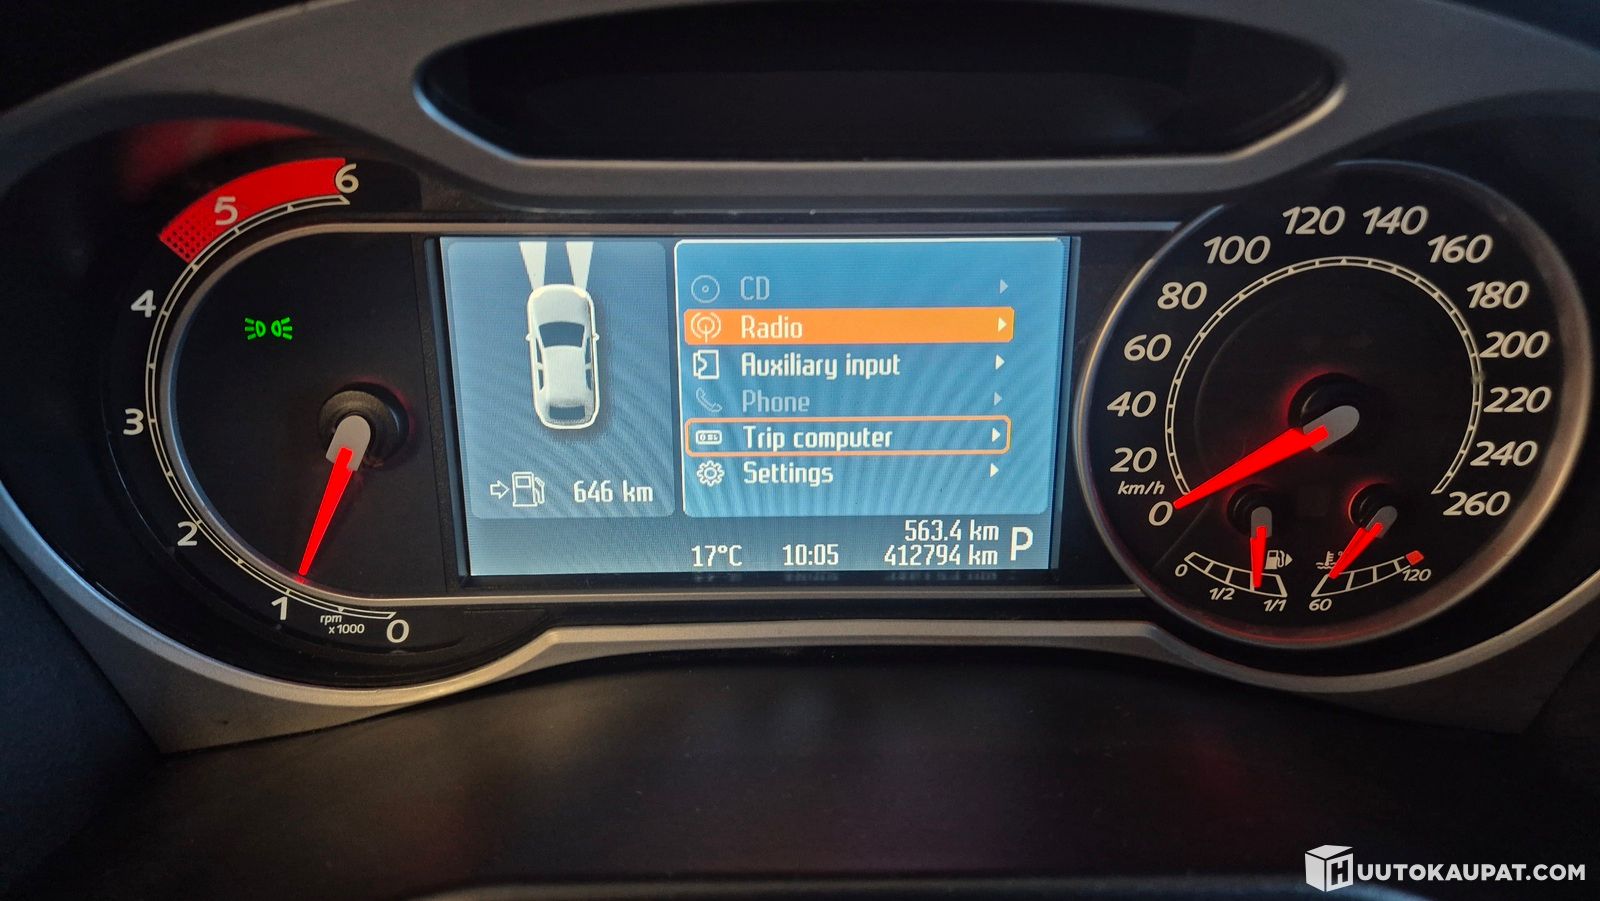 6
5
4
3
2
1
0
rpm
x1000
CD
Radio
Auxiliary input
Phone
Trip computer
Settings
646 km
563.4 km
17°C 10:05 412794 km P
0
20
40
60
80
100
120
140
160
180
200
220
240
260
km/h
0
1/2
1/1
60
120
HUUTOKAUPAT.COM